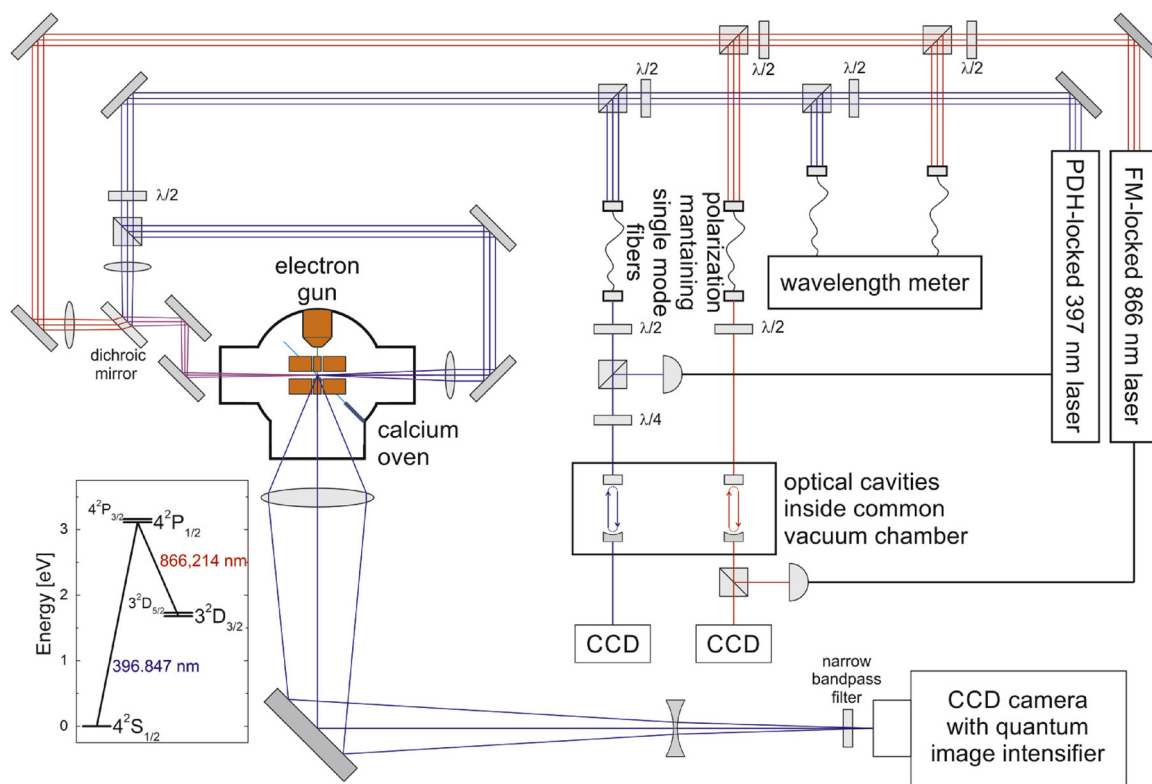 λ/2
λ/2
λ/2
λ/2
λ/2
electron
gun
dichroic
mirror
calcium
oven
polarization
mantaining
single mode
fibers
wavelength meter
PDH-locked 397 nm laser
FM-locked 866 nm laser
λ/2
λ/2
λ/4
optical cavities
inside common
vacuum chamber
CCD
CCD
narrow
bandpass
filter
CCD camera
with quantum
image intensifier
Energy [eV]
3
2
1
0
4²P₃/₂
4²P₁/₂
866,214 nm
3²D₅/₂
3²D₃/₂
396.847 nm
4²S₁/₂